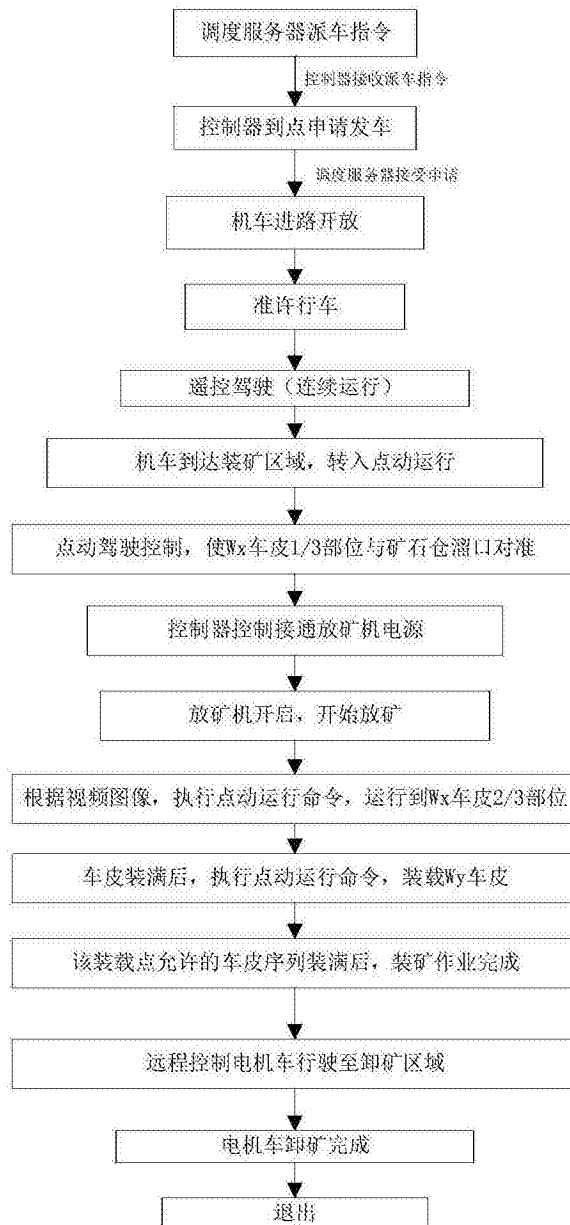 调度服务器派车指令
控制器接收派车指令
控制器到点申请发车
调度服务器接受申请
机车进路开放
准许行车
遥控驾驶（连续运行）
机车到达装矿区域，转入点动运行
点动驾驶控制，使Wx车皮1/3部位与矿石仓溜口对准
控制器控制接通放矿机电源
放矿机开启，开始放矿
根据视频图像，执行点动运行命令，运行到Wx车皮2/3部位
车皮装满后，执行点动运行命令，装载Wy车皮
该装载点允许的车皮序列装满后，装矿作业完成
远程控制电机车行驶至卸矿区域
电机车卸矿完成
退出